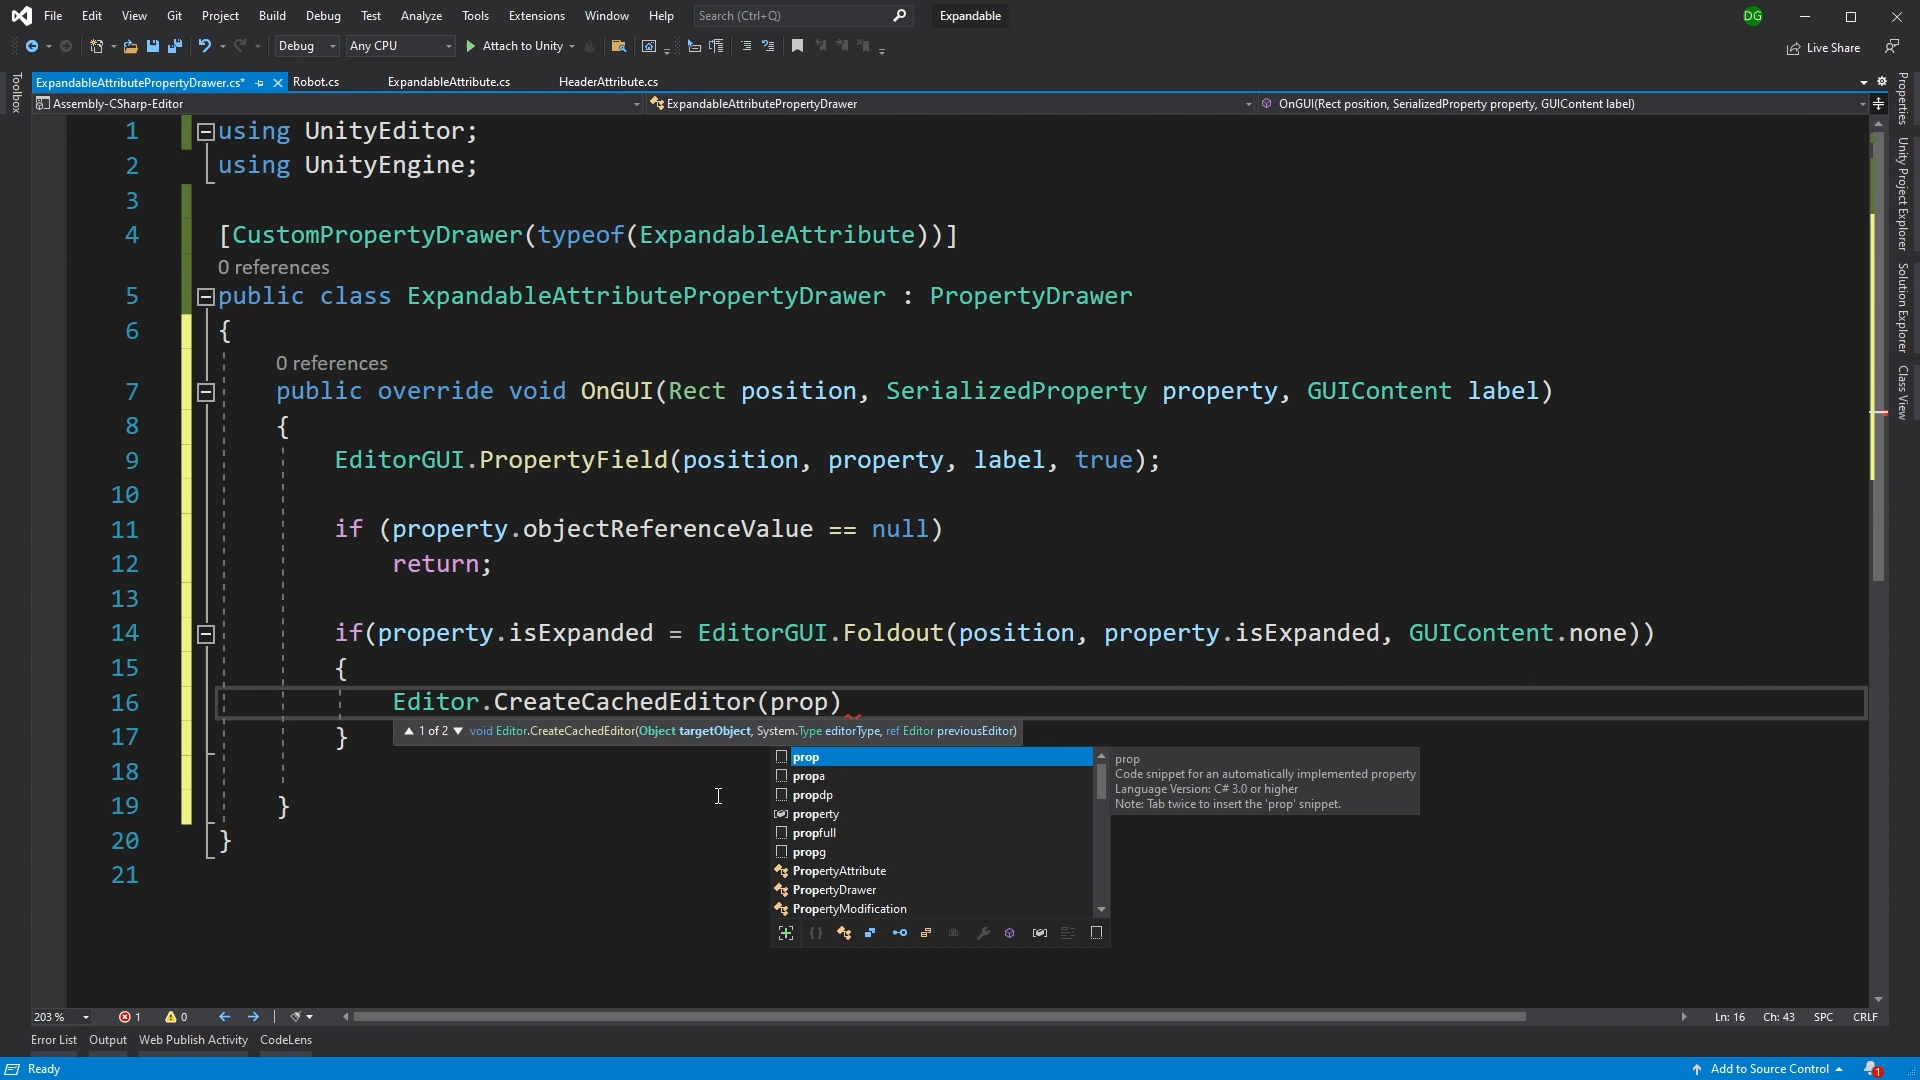 File Edit View Git Project Build Debug Test Analyze Tools Extensions Window Help Search (Ctrl+Q) Expandable DG
Debug Any CPU Attach to Unity Live Share
ExpandableAttributePropertyDrawer.cs* Robot.cs ExpandableAttribute.cs HeaderAttribute.cs
Assembly-CSharp-Editor ExpandableAttributePropertyDrawer OnGUI(Rect position, SerializedProperty property, GUIContent label)
Toolbox
Properties
Unity Project Explorer
Solution Explorer
Class View
1 using UnityEditor;
2 using UnityEngine;
3
4 [CustomPropertyDrawer(typeof(ExpandableAttribute))]
0 references
5 public class ExpandableAttributePropertyDrawer : PropertyDrawer
6 {
0 references
7 public override void OnGUI(Rect position, SerializedProperty property, GUIContent label)
8 {
9 EditorGUI.PropertyField(position, property, label, true);
10
11 if (property.objectReferenceValue == null)
12 return;
13
14 if(property.isExpanded = EditorGUI.Foldout(position, property.isExpanded, GUIContent.none))
15 {
16 Editor.CreateCachedEditor(prop)
1 of 2 void Editor.CreateCachedEditor(Object targetObject, System.Type editorType, ref Editor previousEditor)
17 }
18
19 }
20 }
21
prop
propa
propdp
property
propfull
propg
PropertyAttribute
PropertyDrawer
PropertyModification
prop
Code snippet for an automatically implemented property
Language Version: C# 3.0 or higher
Note: Tab twice to insert the 'prop' snippet.
203 % 1 0 Ln: 16 Ch: 43 SPC CRLF
Error List Output Web Publish Activity CodeLens
Ready Add to Source Control 1